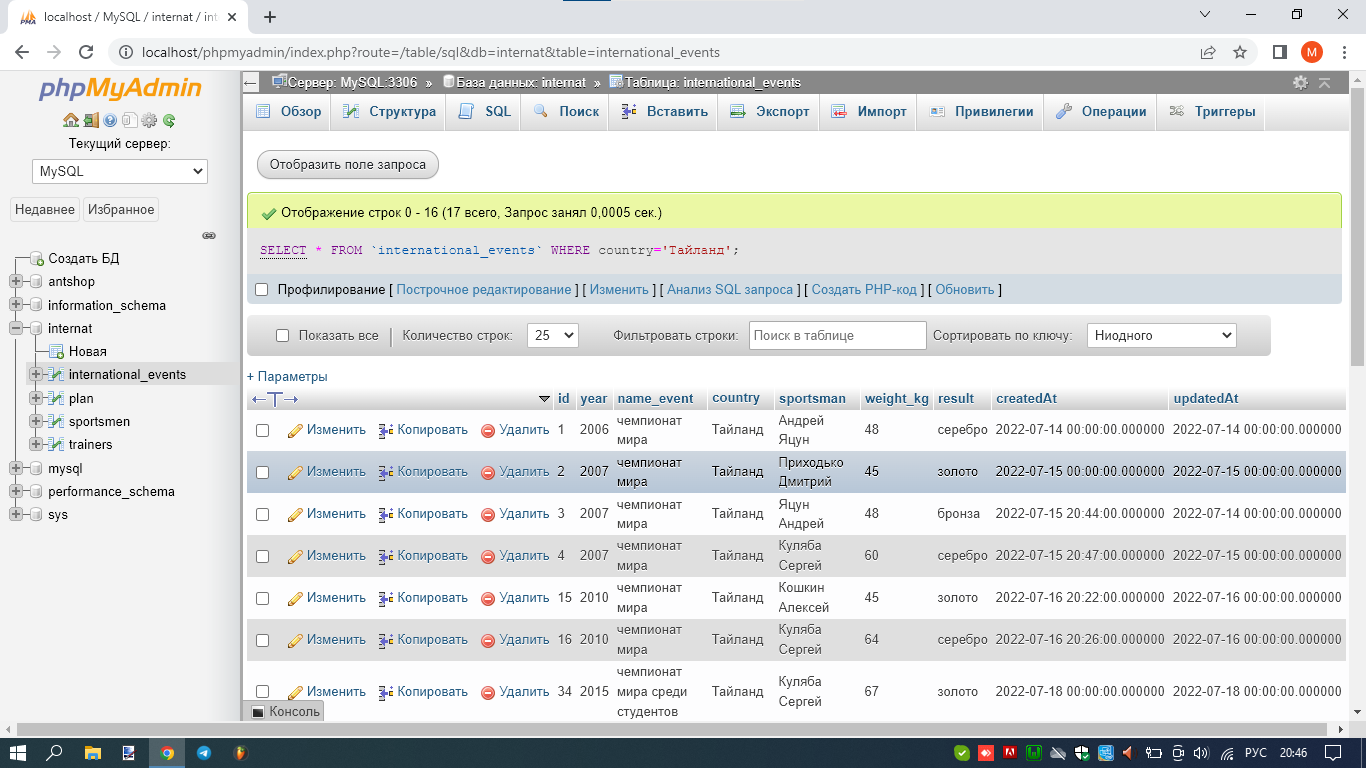 localhost / MySQL / internat / int
localhost/phpmyadmin/index.php?route=/table/sql&db=internat&table=international_events
M
phpMyAdmin
Текущий сервер:
MySQL
Недавнее Избранное
Создать БД
antshop
information_schema
internat
Новая
international_events
plan
sportsmen
trainers
mysql
performance_schema
sys
Сервер: MySQL:3306 » База данных: internat » Таблица: international_events
Обзор Структура SQL Поиск Вставить Экспорт Импорт Привилегии Операции Триггеры
Отобразить поле запроса
Отображение строк 0 - 16 (17 всего, Запрос занял 0,0005 сек.)
SELECT * FROM `international_events` WHERE country='Тайланд';
Профилирование [ Построчное редактирование ] [ Изменить ] [ Анализ SQL запроса ] [ Создать PHP-код ] [ Обновить ]
Показать все Количество строк: 25 Фильтровать строки: Поиск в таблице Сортировать по ключу: Ниодного
+ Параметры
id year name_event country sportsman weight_kg result createdAt updatedAt
Изменить Копировать Удалить 1 2006 чемпионат мира Тайланд Андрей Яцун 48 серебро 2022-07-14 00:00:00.000000 2022-07-14 00:00:00.000000
Изменить Копировать Удалить 2 2007 чемпионат мира Тайланд Приходько Дмитрий 45 золото 2022-07-15 00:00:00.000000 2022-07-15 00:00:00.000000
Изменить Копировать Удалить 3 2007 чемпионат мира Тайланд Яцун Андрей 48 бронза 2022-07-15 20:44:00.000000 2022-07-14 00:00:00.000000
Изменить Копировать Удалить 4 2007 чемпионат мира Тайланд Куляба Сергей 60 серебро 2022-07-15 20:47:00.000000 2022-07-15 00:00:00.000000
Изменить Копировать Удалить 15 2010 чемпионат мира Тайланд Кошкин Алексей 45 золото 2022-07-16 20:22:00.000000 2022-07-16 00:00:00.000000
Изменить Копировать Удалить 16 2010 чемпионат мира Тайланд Куляба Сергей 64 серебро 2022-07-16 20:26:00.000000 2022-07-16 00:00:00.000000
Изменить Копировать Удалить 34 2015 чемпионат мира среди студентов Тайланд Куляба Сергей 67 золото 2022-07-18 00:00:00.000000 2022-07-18 00:00:00.000000
Консоль
РУС 20:46